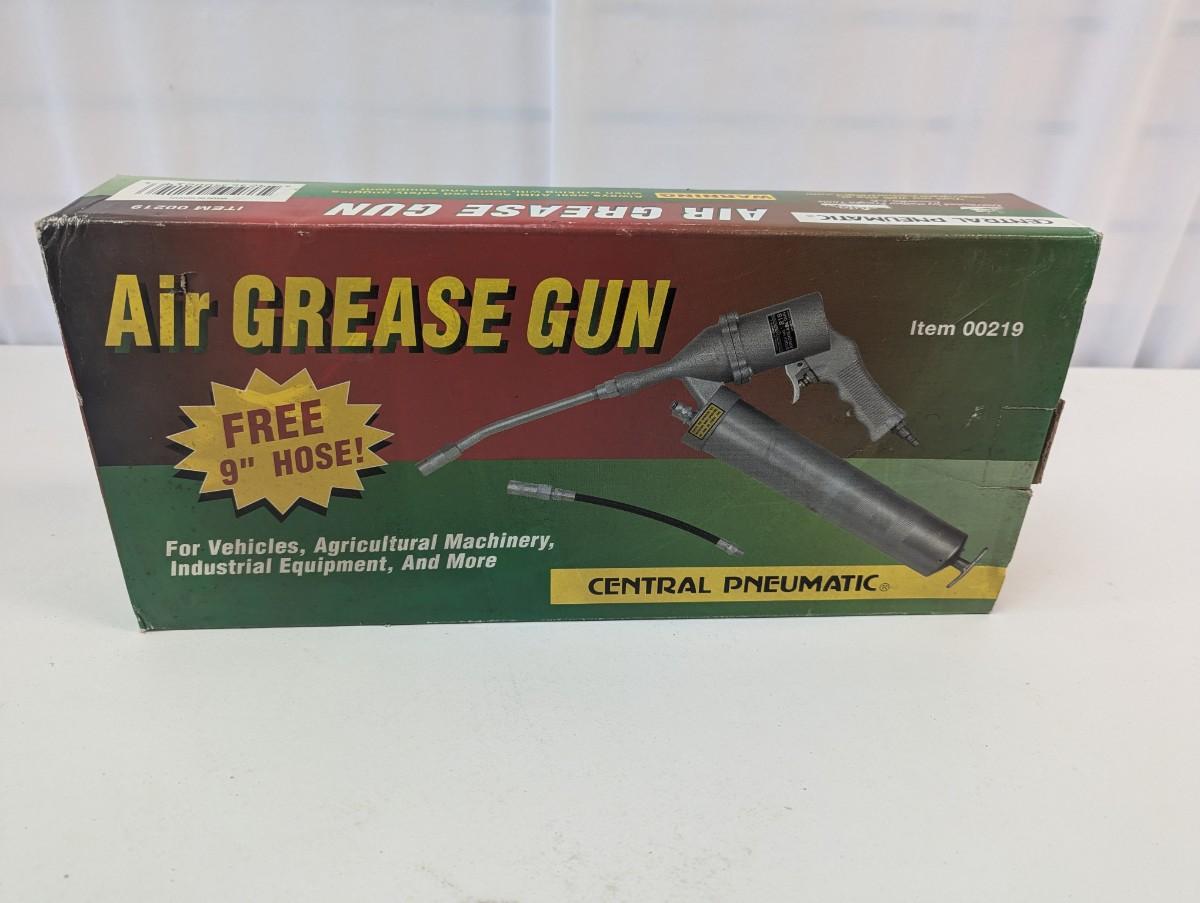 ITEM 00219
AIR GREASE GUN
WARNING
CENTRAL PNEUMATIC®
Air GREASE GUN
Item 00219
FREE
9" HOSE!
For Vehicles, Agricultural Machinery,
Industrial Equipment, And More
CENTRAL PNEUMATIC®